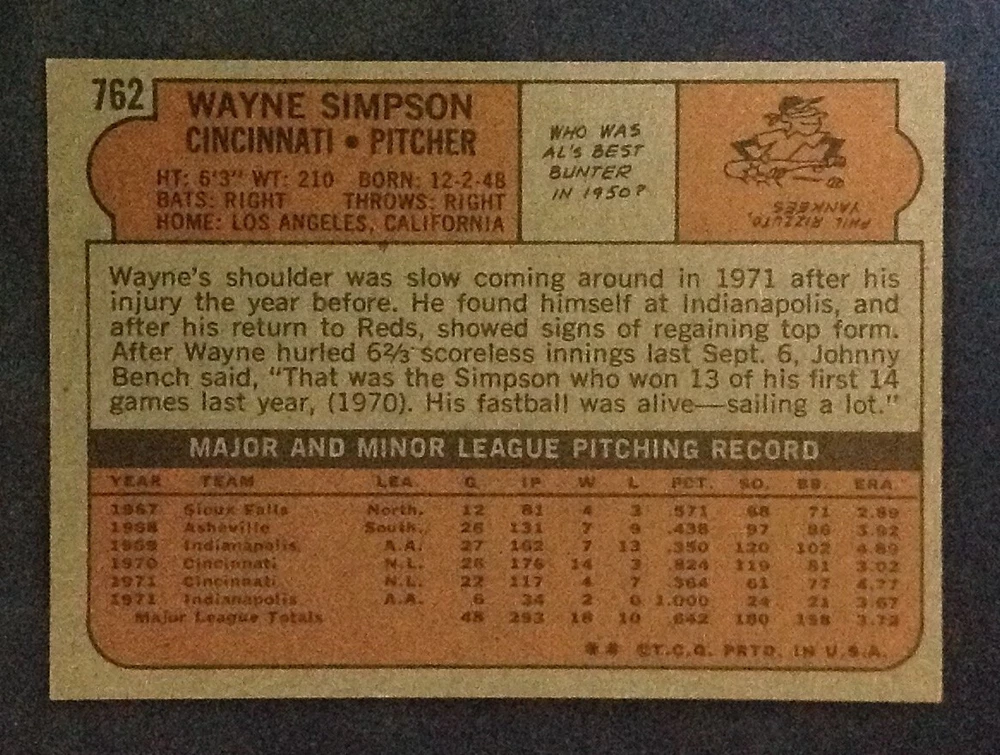 762
WAYNE SIMPSON
CINCINNATI • PITCHER
HT: 6'3" WT: 210 BORN: 12-2-48
BATS: RIGHT THROWS: RIGHT
HOME: LOS ANGELES, CALIFORNIA
WHO WAS
AL'S BEST
BUNTER
IN 1950?
PHIL RIZZUTO,
YANKEES
Wayne's shoulder was slow coming around in 1971 after his
injury the year before. He found himself at Indianapolis, and
after his return to Reds, showed signs of regaining top form.
After Wayne hurled 6⅔ scoreless innings last Sept. 6, Johnny
Bench said, "That was the Simpson who won 13 of his first 14
games last year, (1970). His fastball was alive—sailing a lot."
MAJOR AND MINOR LEAGUE PITCHING RECORD
YEAR TEAM LEA. G. IP W L PCT. SO. BB. ERA.
1967 Sioux Falls North. 12 81 4 3 .571 68 71 2.89
1968 Asheville South. 26 131 7 9 .438 97 86 3.92
1969 Indianapolis A.A. 27 162 7 13 .350 120 102 4.89
1970 Cincinnati N.L. 26 176 14 3 .824 119 81 3.02
1971 Cincinnati N.L. 22 117 4 7 .364 61 77 4.77
1971 Indianapolis A.A. 6 34 2 0 1.000 24 21 3.67
Major League Totals 48 293 18 10 .642 180 158 3.72
** ©T.C.G. PRTD. IN U.S.A.